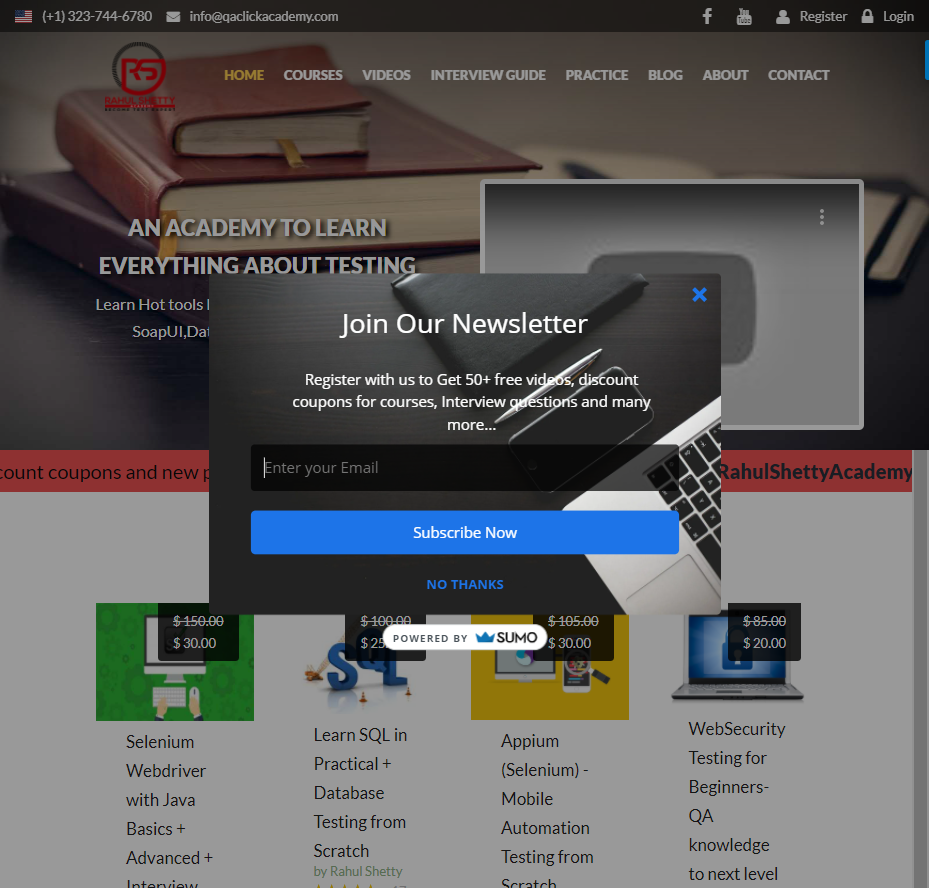 (+1) 323-744-6780 info@qaclickacademy.com Register Login
RS
RAHUL SHETTY
HOME COURSES VIDEOS INTERVIEW GUIDE PRACTICE BLOG ABOUT CONTACT
AN ACADEMY TO LEARN
EVERYTHING ABOUT TESTING
Learn Hot tools
SoapUI,Dat
Join Our Newsletter
Register with us to Get 50+ free videos, discount
coupons for courses, Interview questions and many
more...
Enter your Email
count coupons and new p
RahulShettyAcademy
Subscribe Now
NO THANKS
POWERED BY SUMO
$ 150.00
$ 30.00
$ 100.00
$ 25
$ 105.00
$ 30.00
$ 85.00
$ 20.00
Selenium
Webdriver
with Java
Basics +
Advanced +
Interview
Learn SQL in
Practical +
Database
Testing from
Scratch
by Rahul Shetty
Appium
(Selenium) -
Mobile
Automation
Testing from
Scratch
WebSecurity
Testing for
Beginners-
QA
knowledge
to next level